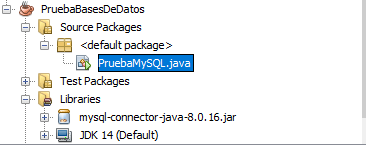 PruebaBasesDeDatos
Source Packages
<default package>
PruebaMySQL.java
Test Packages
Libraries
mysql-connector-java-8.0.16.jar
JDK 14 (Default)